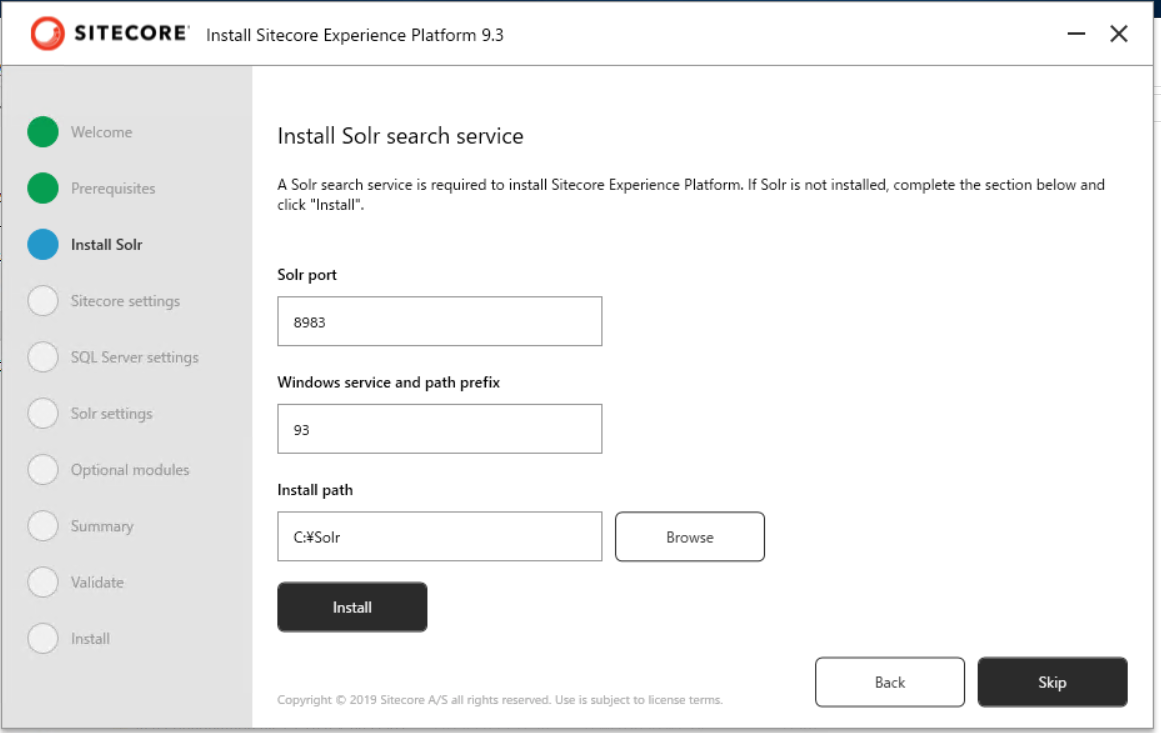 SITECORE Install Sitecore Experience Platform 9.3
Welcome
Prerequisites
Install Solr
Sitecore settings
SQL Server settings
Solr settings
Optional modules
Summary
Validate
Install
Install Solr search service
A Solr search service is required to install Sitecore Experience Platform. If Solr is not installed, complete the section below and
click "Install".
Solr port
8983
Windows service and path prefix
93
Install path
C:¥Solr
Browse
Install
Back
Skip
Copyright © 2019 Sitecore A/S all rights reserved. Use is subject to license terms.